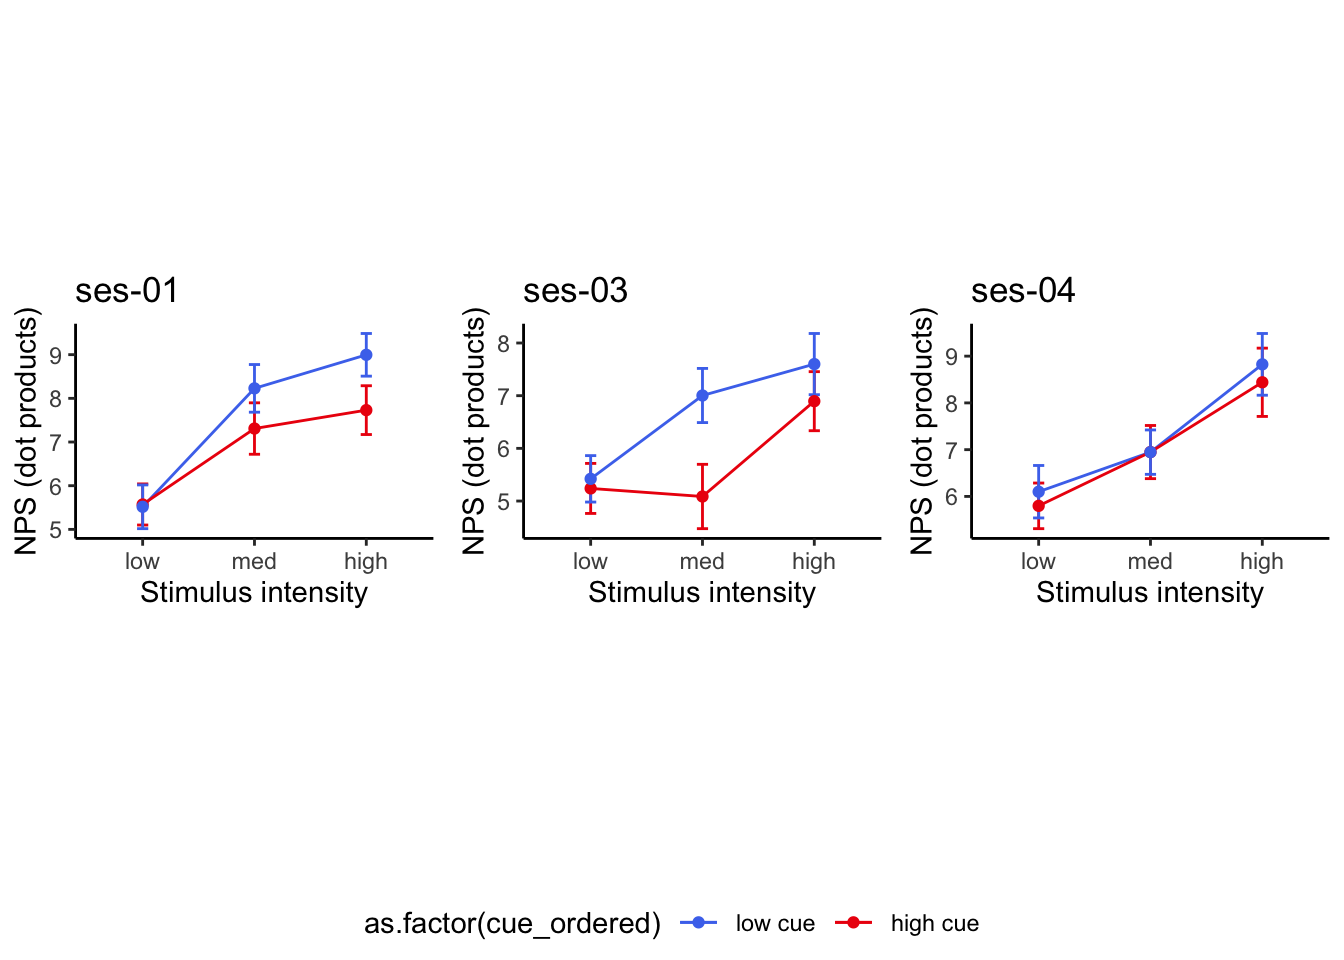 ses-01
NPS (dot products)
9
8
7
6
5
low med high
Stimulus intensity
ses-03
NPS (dot products)
8
7
6
5
low med high
Stimulus intensity
ses-04
NPS (dot products)
9
8
7
6
low med high
Stimulus intensity
as.factor(cue_ordered) low cue high cue